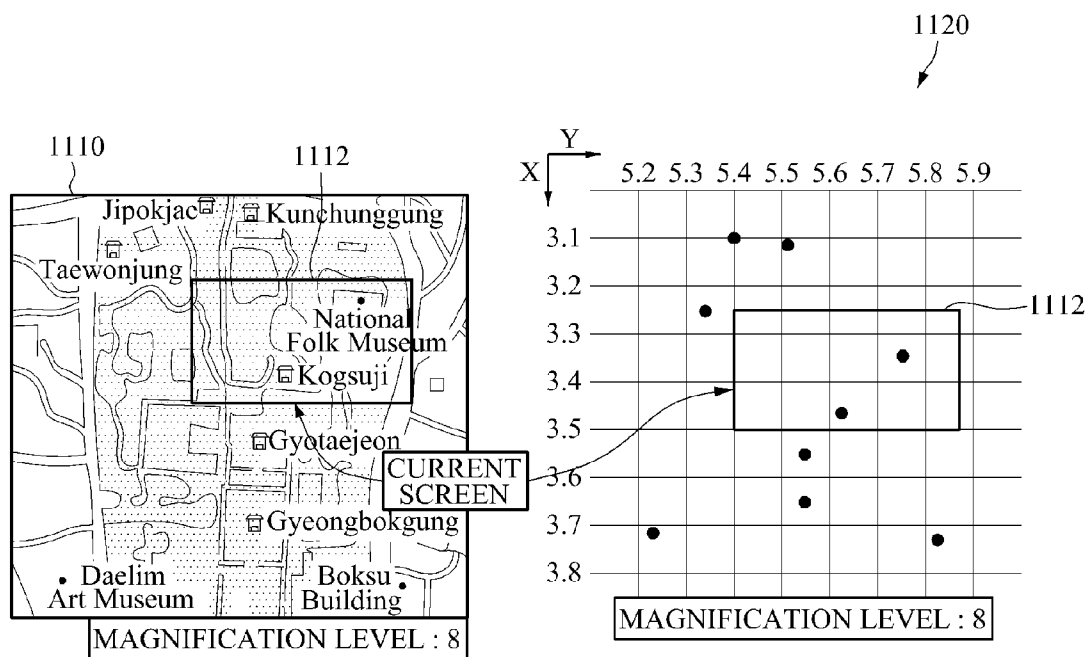 1120
1110
1112
Jipokjae
Kunchunggung
Taewonjung
National
Folk Museum
Kogsuji
Gyotaejeon
CURRENT
SCREEN
Gyeongbokgung
Daelim
Art Museum
Boksu
Building
MAGNIFICATION LEVEL : 8
Y
X
5.2 5.3 5.4 5.5 5.6 5.7 5.8 5.9
3.1
3.2
3.3
3.4
3.5
3.6
3.7
3.8
1112
MAGNIFICATION LEVEL : 8